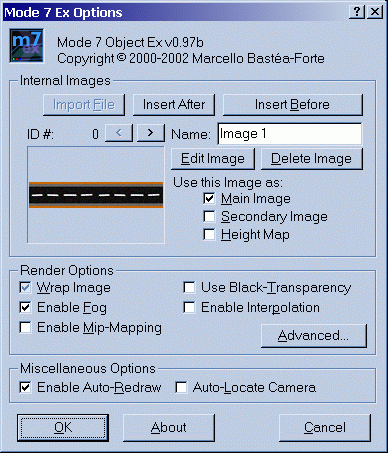 Mode 7 Ex Options
m7 ex
Mode 7 Object Ex v0.97b
Copyright © 2000-2002 Marcello Bastéa-Forte
Internal Images
Import File Insert After Insert Before
ID #: 0 < > Name: Image 1
Edit Image Delete Image
Use this Image as:
Main Image
Secondary Image
Height Map
Render Options
Wrap Image Use Black-Transparency
Enable Fog Enable Interpolation
Enable Mip-Mapping
Advanced...
Miscellaneous Options
Enable Auto-Redraw Auto-Locate Camera
OK About Cancel